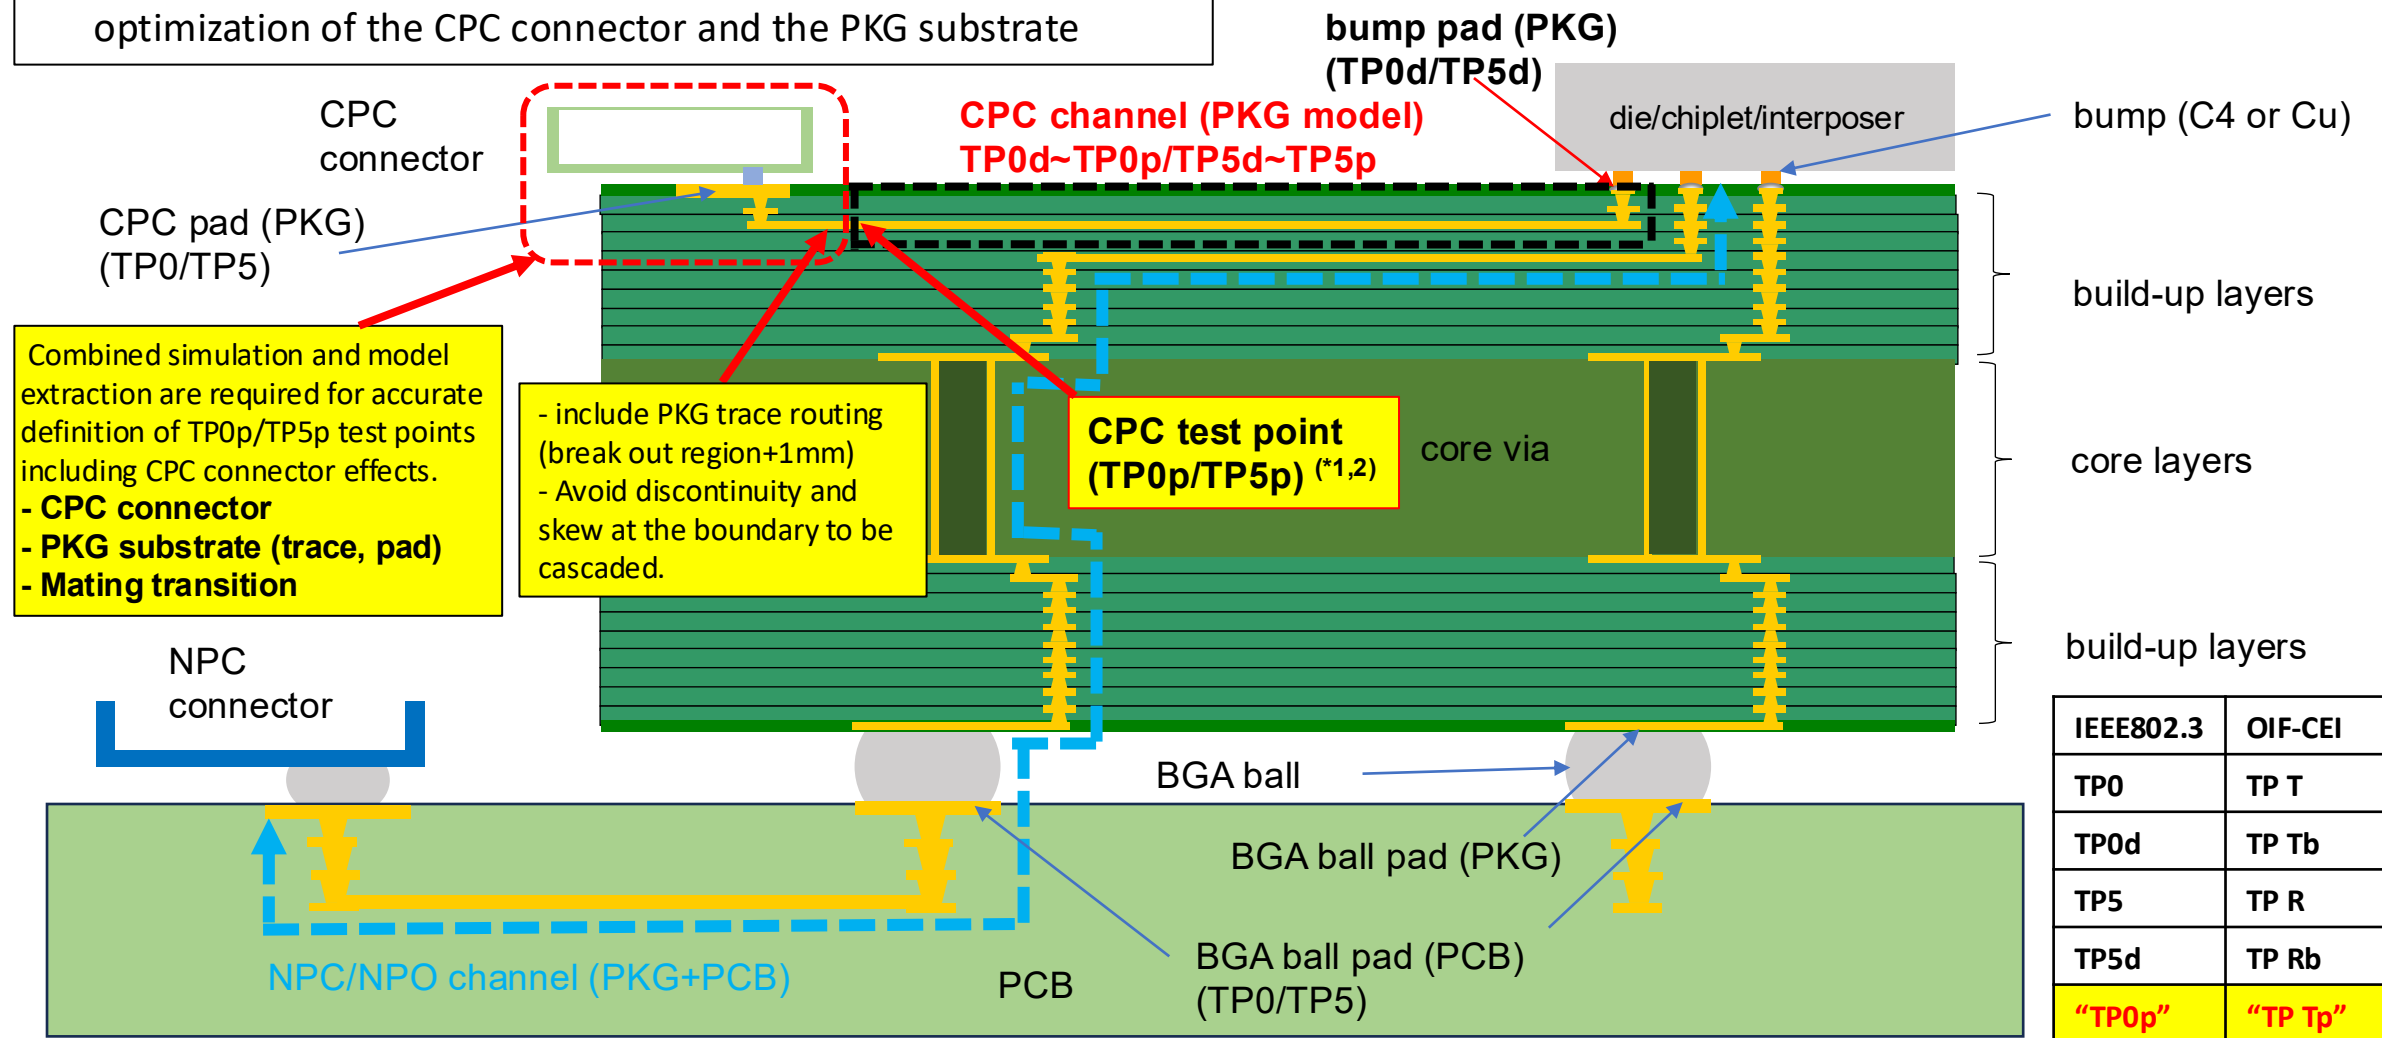 optimization of the CPC connector and the PKG substrate
bump pad (PKG)
(TP0d/TP5d)
CPC
connector
CPC channel (PKG model)
TP0d~TP0p/TP5d~TP5p
die/chiplet/interposer
bump (C4 or Cu)
CPC pad (PKG)
(TP0/TP5)
build-up layers
Combined simulation and model
extraction are required for accurate
definition of TP0p/TP5p test points
including CPC connector effects.
- CPC connector
- PKG substrate (trace, pad)
- Mating transition
- include PKG trace routing
(break out region+1mm)
- Avoid discontinuity and
skew at the boundary to be
cascaded.
CPC test point
(TP0p/TP5p) (*1,2)
core via
core layers
NPC
connector
build-up layers
BGA ball
BGA ball pad (PKG)
BGA ball pad (PCB)
(TP0/TP5)
NPC/NPO channel (PKG+PCB)
PCB
IEEE802.3 OIF-CEI
TP0 TP T
TP0d TP Tb
TP5 TP R
TP5d TP Rb
“TP0p” “TP Tp”